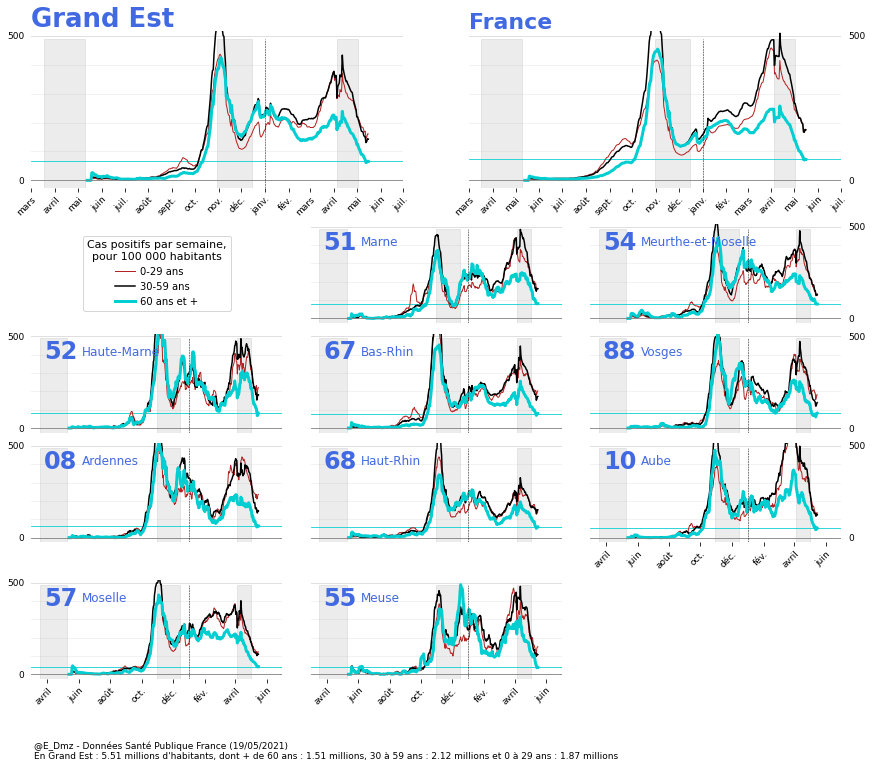 Grand Est
France
500
500
0
0
mars avril mai juin juil. août sept. oct. nov. déc. janv. fév. mars avril mai juin juil.
mars avril mai juin juil. août sept. oct. nov. déc. janv. fév. mars avril mai juin juil.
Cas positifs par semaine,
pour 100 000 habitants
0-29 ans
30-59 ans
60 ans et +
51 Marne
54 Meurthe-et-Moselle
500
0
500
52 Haute-Marne
67 Bas-Rhin
88 Vosges
500
0
0
500
08 Ardennes
68 Haut-Rhin
10 Aube
500
0
0
avril juin août oct. déc. fév. avril juin
500
57 Moselle
55 Meuse
0
avril juin août oct. déc. fév. avril juin
avril juin août oct. déc. fév. avril juin
@E_Dmz - Données Santé Publique France (19/05/2021)
En Grand Est : 5.51 millions d'habitants, dont + de 60 ans : 1.51 millions, 30 à 59 ans : 2.12 millions et 0 à 29 ans : 1.87 millions